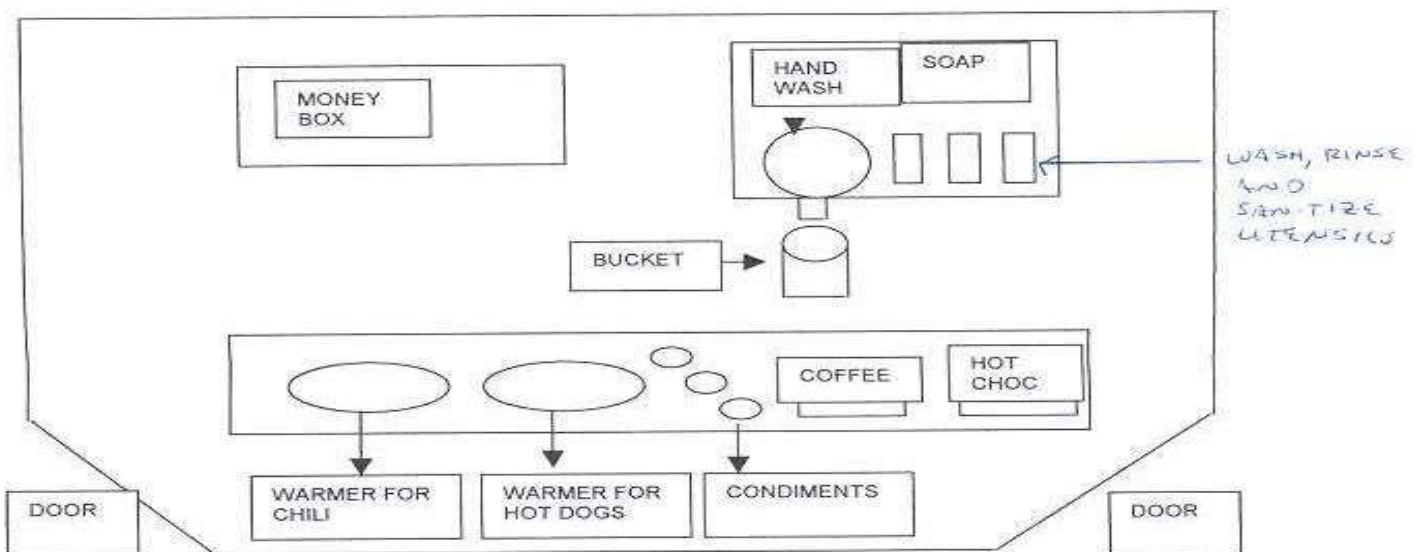 MONEY
BOX
HAND
WASH
SOAP
WASH, RINSE
AND
SANITIZE
UTENSILS
BUCKET
COFFEE
HOT
CHOC
WARMER FOR
CHILI
WARMER FOR
HOT DOGS
CONDIMENTS
DOOR
DOOR